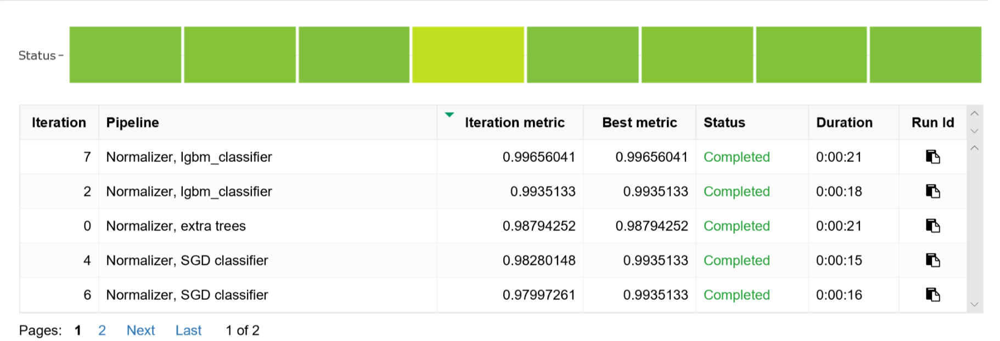 Status
Iteration Pipeline Iteration metric Best metric Status Duration Run Id
7 Normalizer, lgbm_classifier 0.99656041 0.99656041 Completed 0:00:21
2 Normalizer, lgbm_classifier 0.9935133 0.9935133 Completed 0:00:18
0 Normalizer, extra trees 0.98794252 0.98794252 Completed 0:00:21
4 Normalizer, SGD classifier 0.98280148 0.9935133 Completed 0:00:15
6 Normalizer, SGD classifier 0.97997261 0.9935133 Completed 0:00:16
Pages: 1 2 Next Last 1 of 2